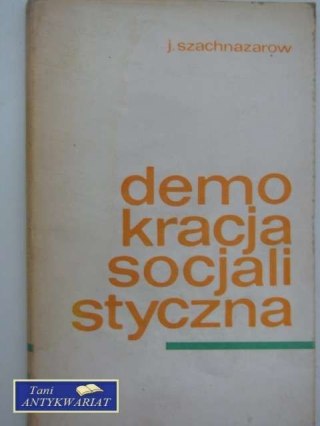 j. szachnazarow
demo
kracja
socjali
styczna
Tani
ANTYKWARIAT